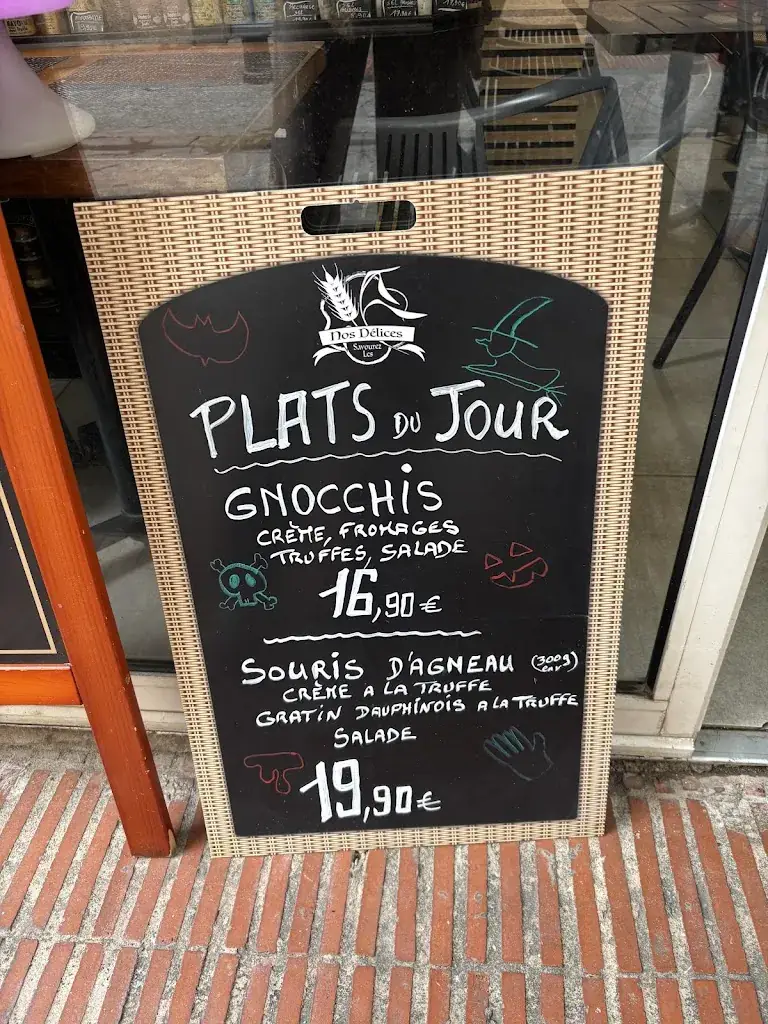 Nos Délices
Savourez
Les
PLATS DU JOUR
GNOCCHIS
CRÈME, FROMAGES
TRUFFES, SALADE
16,90 €
SOURIS D'AGNEAU (300g env)
CRÈME A LA TRUFFE
GRATIN DAUPHINOIS A LA TRUFFE
SALADE
19,90 €